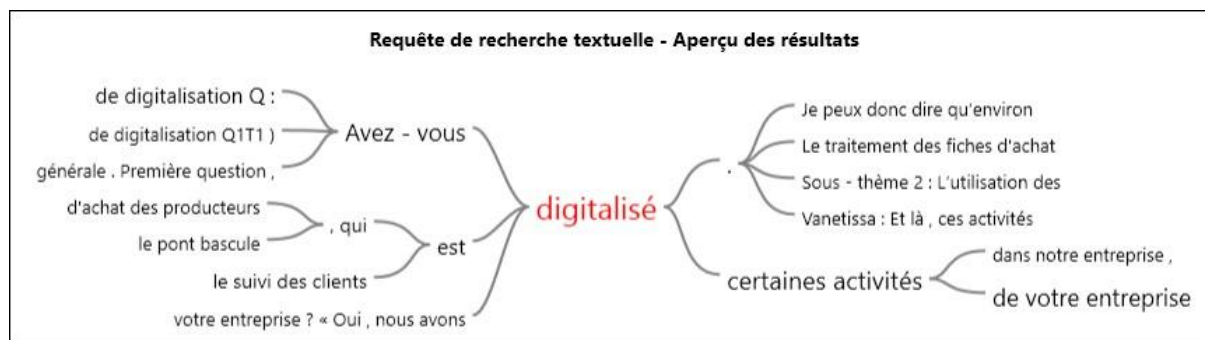 Requête de recherche textuelle - Aperçu des résultats
de digitalisation Q :
de digitalisation Q1T1 )
générale . Première question ,
Avez - vous
d'achat des producteurs
le pont bascule
, qui
le suivi des clients
est
votre entreprise ? « Oui , nous avons
digitalisé
.
Je peux donc dire qu'environ
Le traitement des fiches d'achat
Sous - thème 2 : L'utilisation des
Vanetissa : Et là , ces activités
certaines activités
dans notre entreprise ,
de votre entreprise